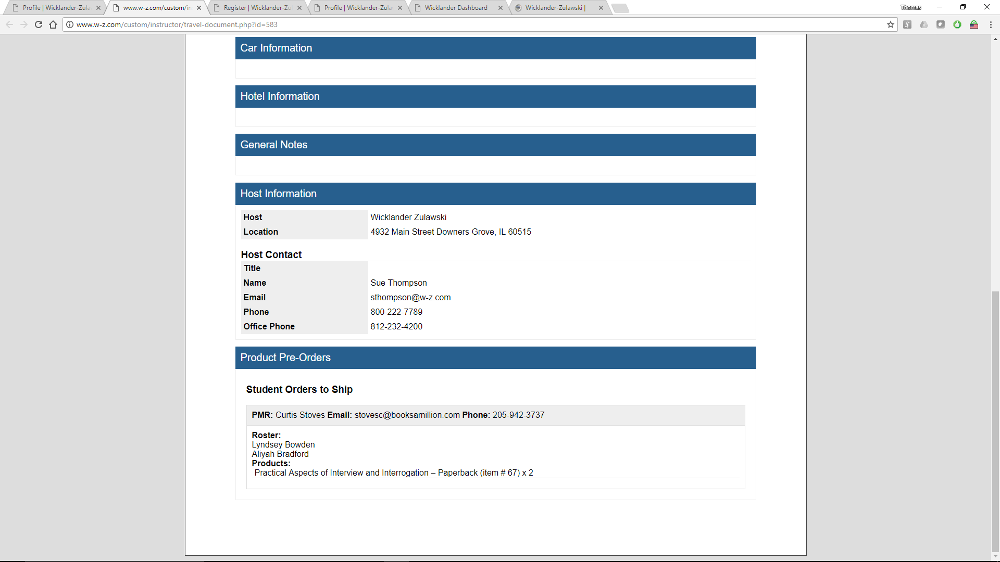 Profile | Wicklander-Zula
www.w-z.com/custom/in
Register | Wicklander-Zu
Profile | Wicklander-Zula
Wicklander Dashboard
Wicklander-Zulawski |
Thomas
www.w-z.com/custom/instructor/travel-document.php?id=583
Car Information
Hotel Information
General Notes
Host Information
Host Wicklander Zulawski
Location 4932 Main Street Downers Grove, IL 60515
Host Contact
Title
Name Sue Thompson
Email sthompson@w-z.com
Phone 800-222-7789
Office Phone 812-232-4200
Product Pre-Orders
Student Orders to Ship
PMR: Curtis Stoves Email: stovesc@booksamillion.com Phone: 205-942-3737
Roster:
Lyndsey Bowden
Aliyah Bradford
Products:
Practical Aspects of Interview and Interrogation – Paperback (item # 67) x 2